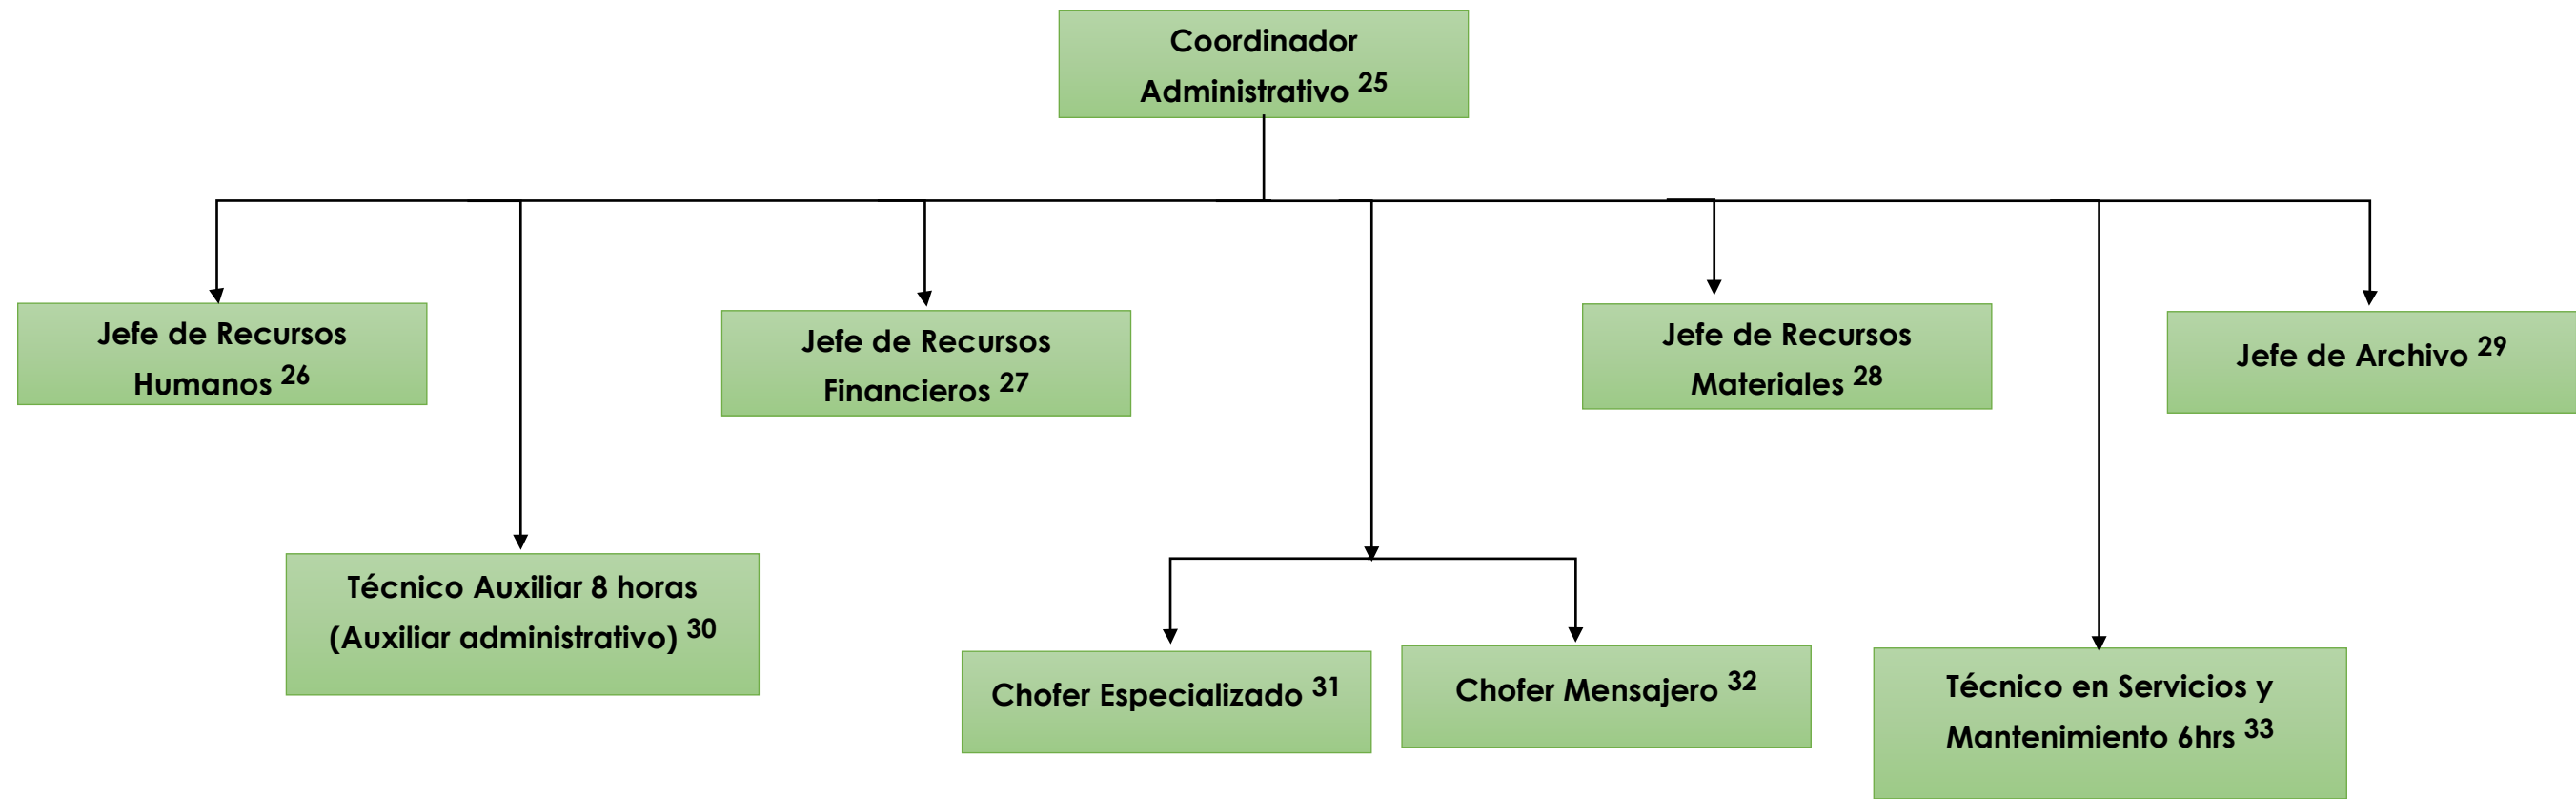 Coordinador
Administrativo 25
Jefe de Recursos
Humanos 26
Jefe de Recursos
Financieros 27
Jefe de Recursos
Materiales 28
Jefe de Archivo 29
Técnico Auxiliar 8 horas
(Auxiliar administrativo) 30
Chofer Especializado 31
Chofer Mensajero 32
Técnico en Servicios y
Mantenimiento 6hrs 33